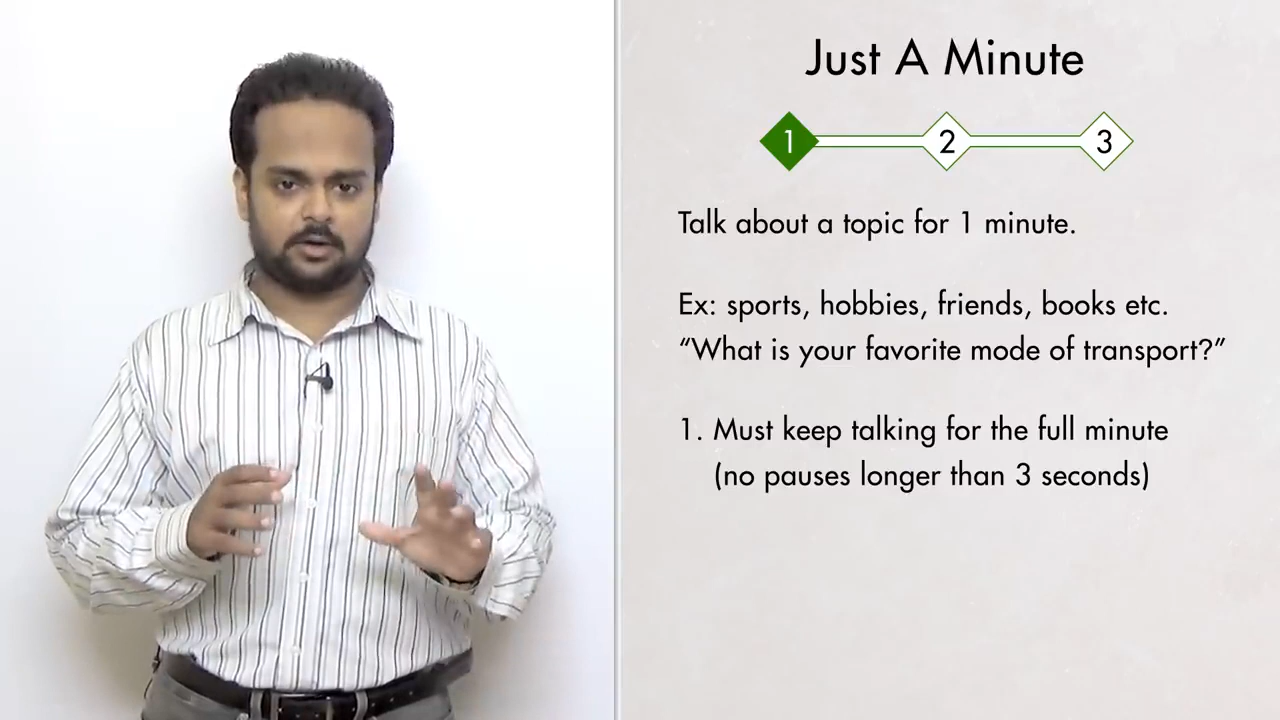 Just A Minute
1 2 3
Talk about a topic for 1 minute.
Ex: sports, hobbies, friends, books etc.
“What is your favorite mode of transport?”
1. Must keep talking for the full minute
(no pauses longer than 3 seconds)